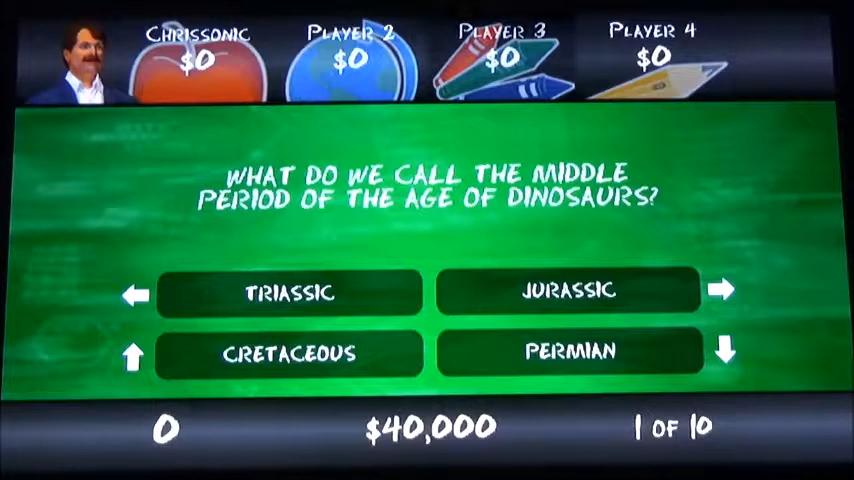 CHRISSONIC
$0
PLAYER 2
$0
PLAYER 3
$0
PLAYER 4
$0
WHAT DO WE CALL THE MIDDLE
PERIOD OF THE AGE OF DINOSAURS?
TRIASSIC
JURASSIC
CRETACEOUS
PERMIAN
0
$40,000
1 OF 10